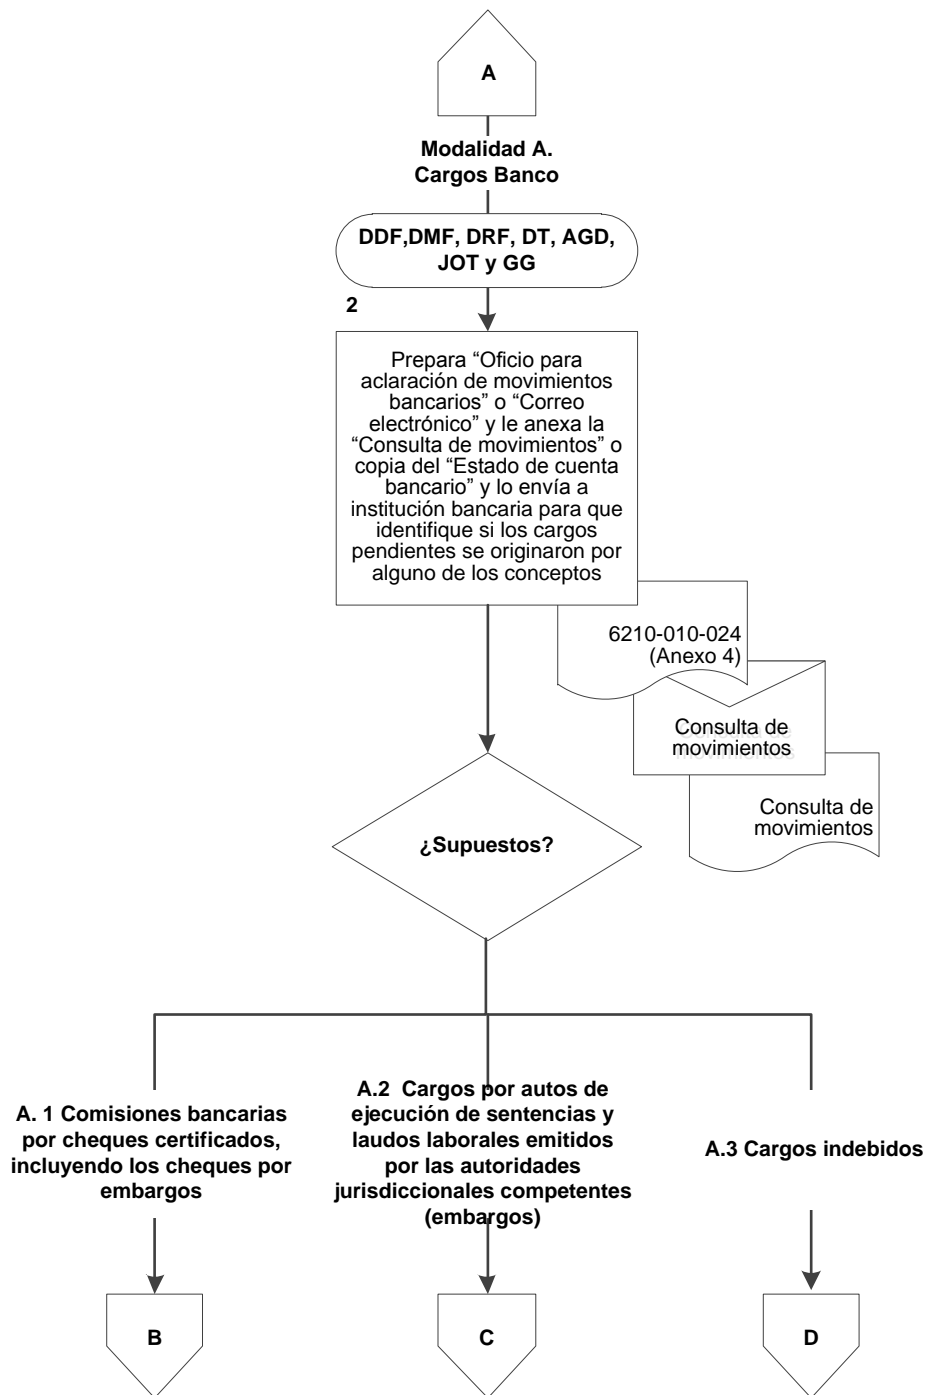 A
Modalidad A.
Cargos Banco
DDF,DMF, DRF, DT, AGD,
JOT y GG
2
Prepara “Oficio para
aclaración de movimientos
bancarios” o “Correo
electrónico” y le anexa la
“Consulta de movimientos” o
copia del “Estado de cuenta
bancario” y lo envía a
institución bancaria para que
identifique si los cargos
pendientes se originaron por
alguno de los conceptos
6210-010-024
(Anexo 4)
Consulta de
movimientos
Consulta de
movimientos
¿Supuestos?
A. 1 Comisiones bancarias
por cheques certificados,
incluyendo los cheques por
embargos
A.2 Cargos por autos de
ejecución de sentencias y
laudos laborales emitidos
por las autoridades
jurisdiccionales competentes
(embargos)
A.3 Cargos indebidos
B
C
D